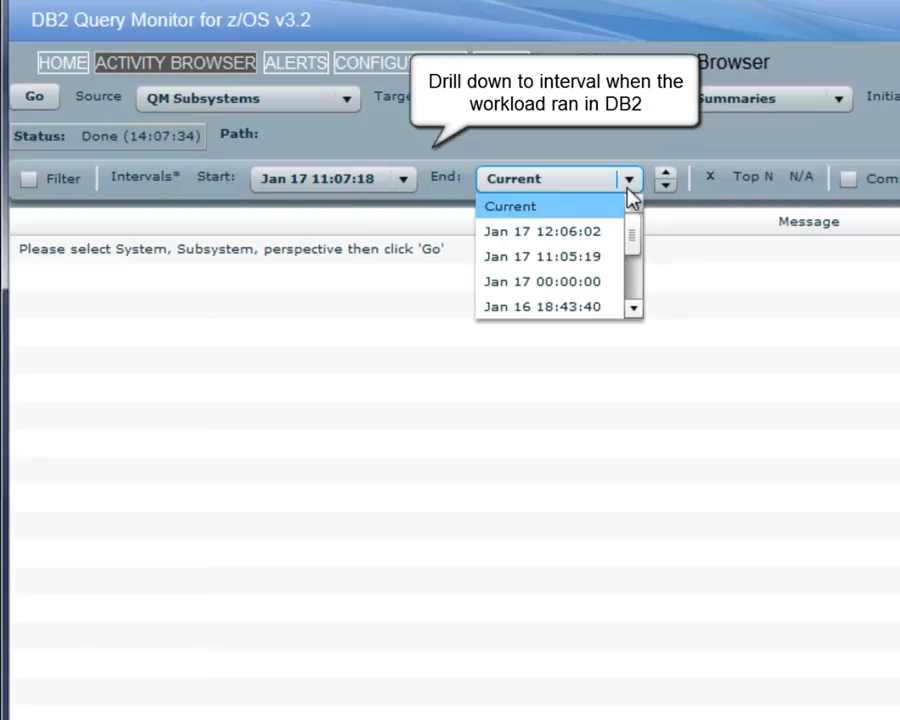 DB2 Query Monitor for z/OS v3.2
HOME ACTIVITY BROWSER ALERTS CONFIGU Browser
Drill down to interval when the
workload ran in DB2
Go Source QM Subsystems Targe Summaries Initia
Status: Done (14:07:34) Path:
Filter Intervals* Start: Jan 17 11:07:18 End: Current X Top N N/A Com
Current
Jan 17 12:06:02
Jan 17 11:05:19
Jan 17 00:00:00
Jan 16 18:43:40
Message
Please select System, Subsystem, perspective then click 'Go'